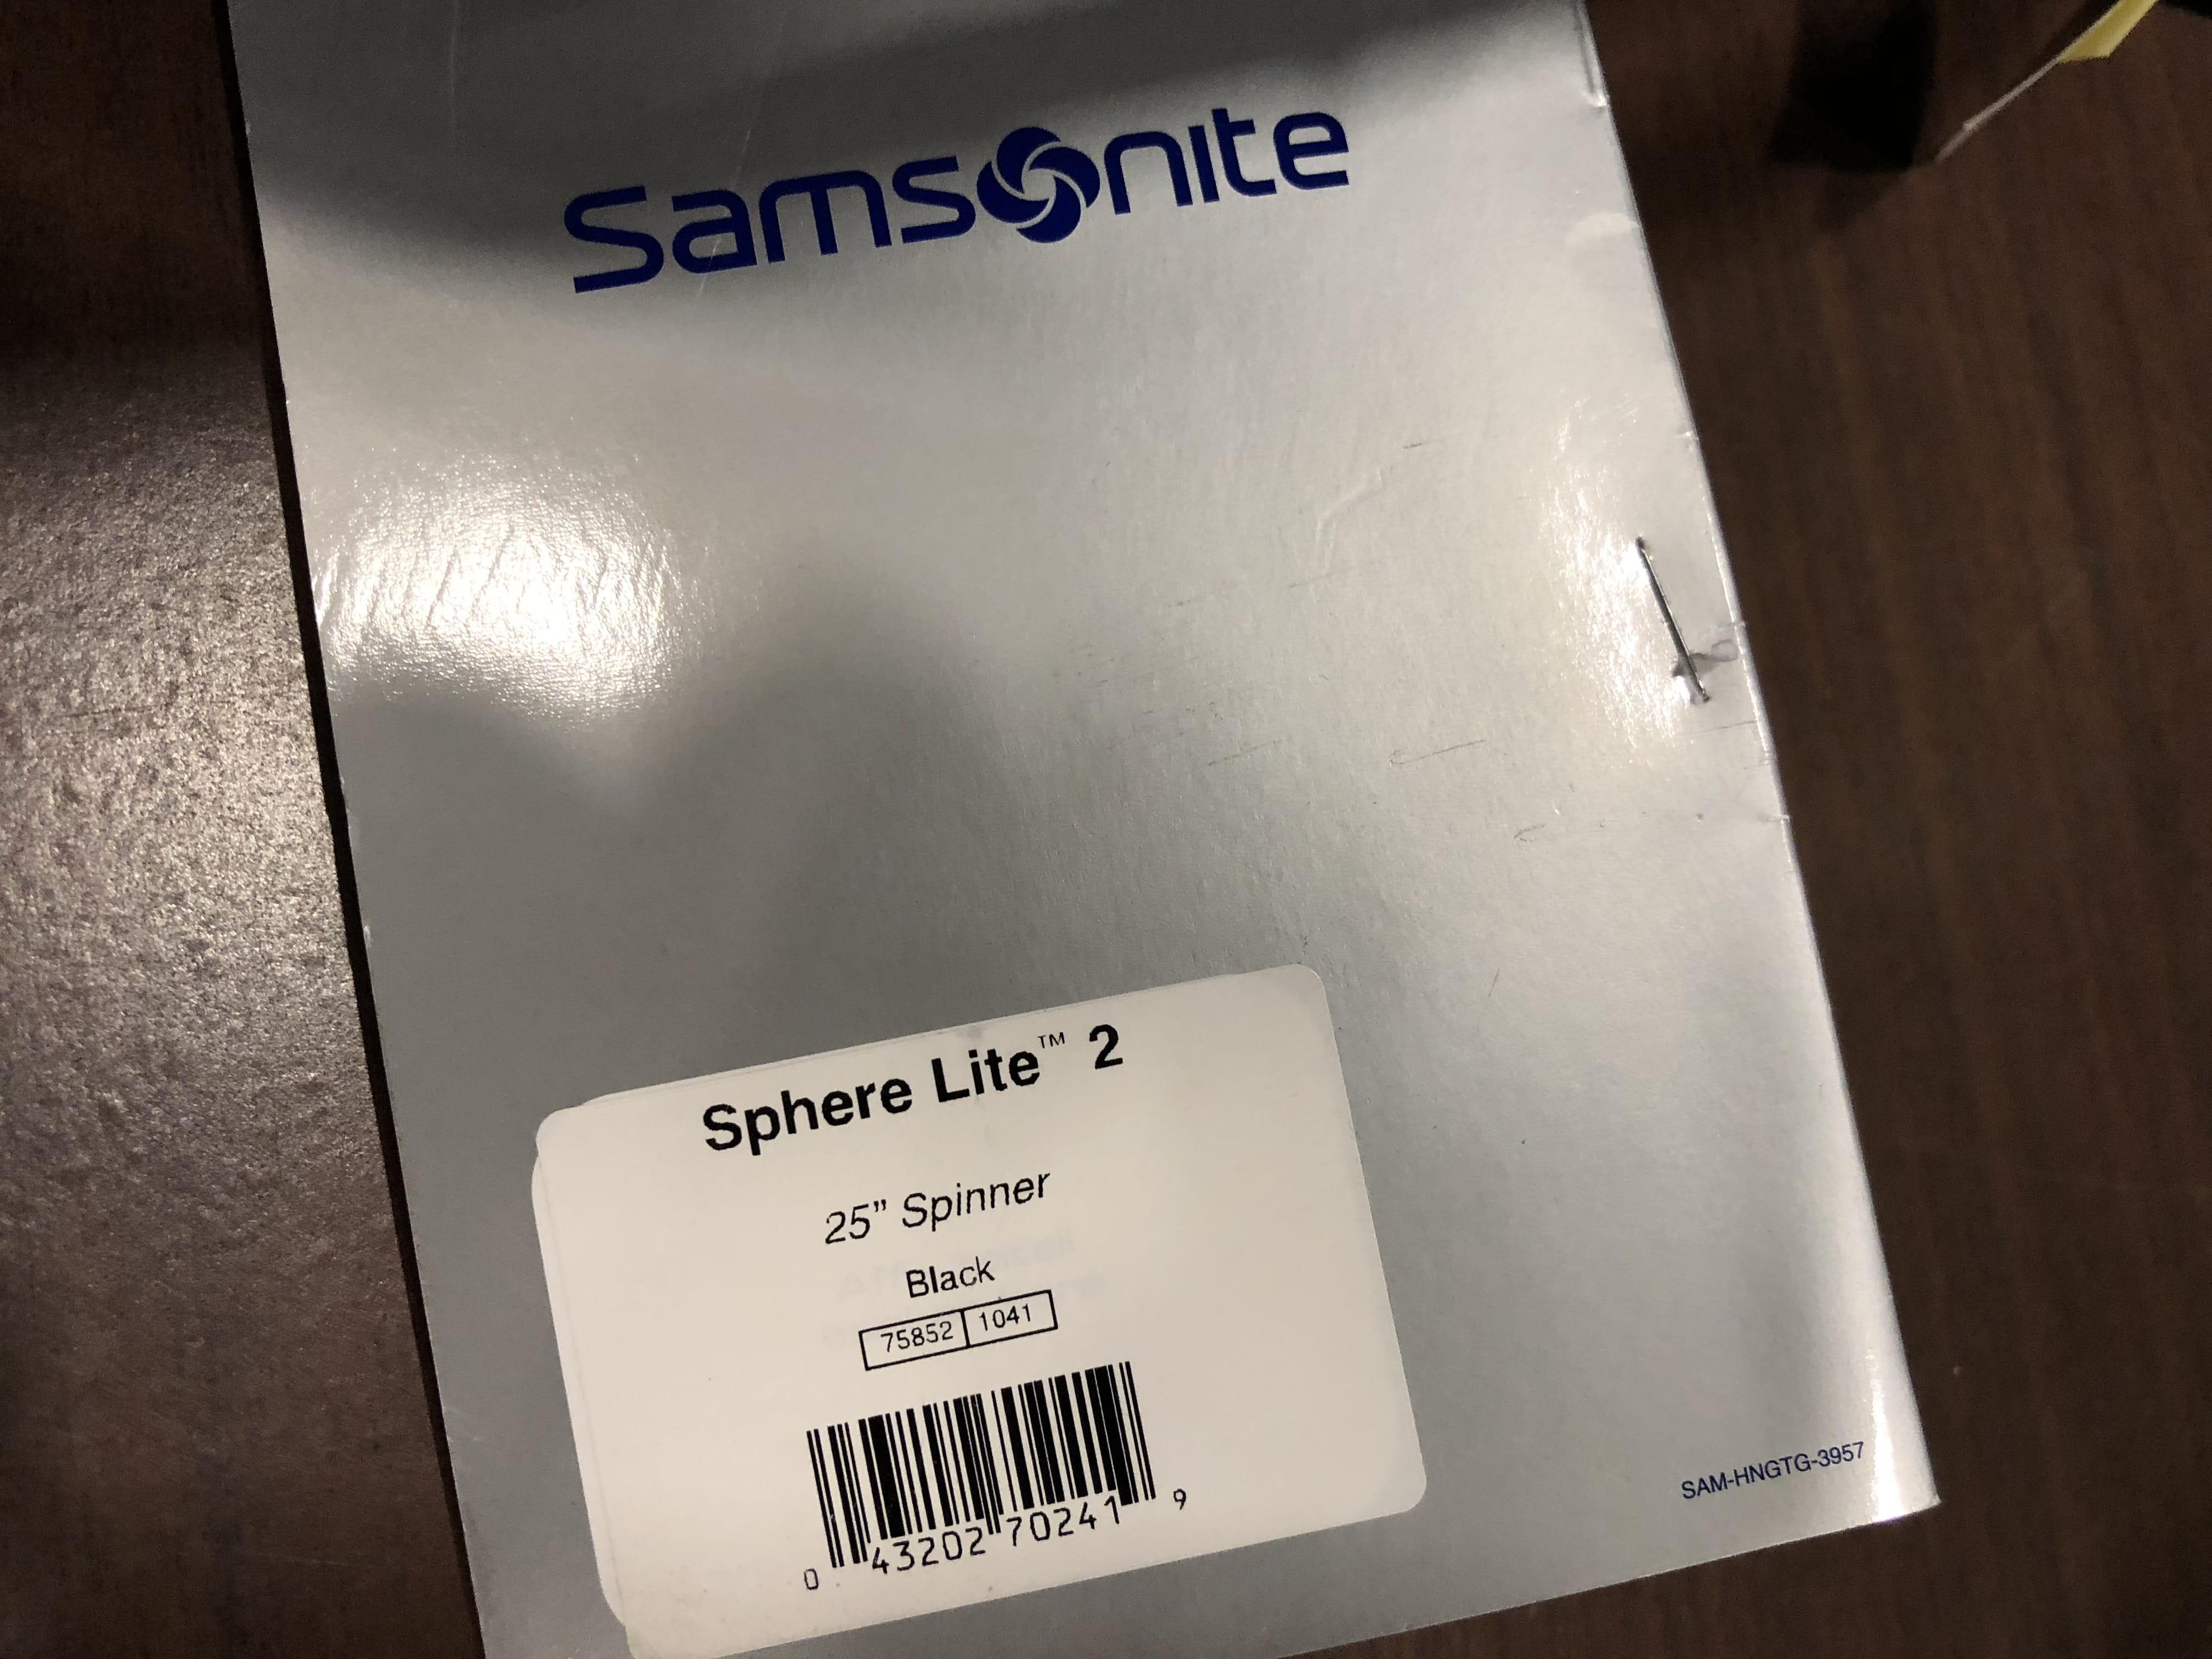 Samsonite
Sphere Lite™ 2
25” Spinner
Black
75852 1041
0 43202 70241 9
SAM-HNGTG-3957